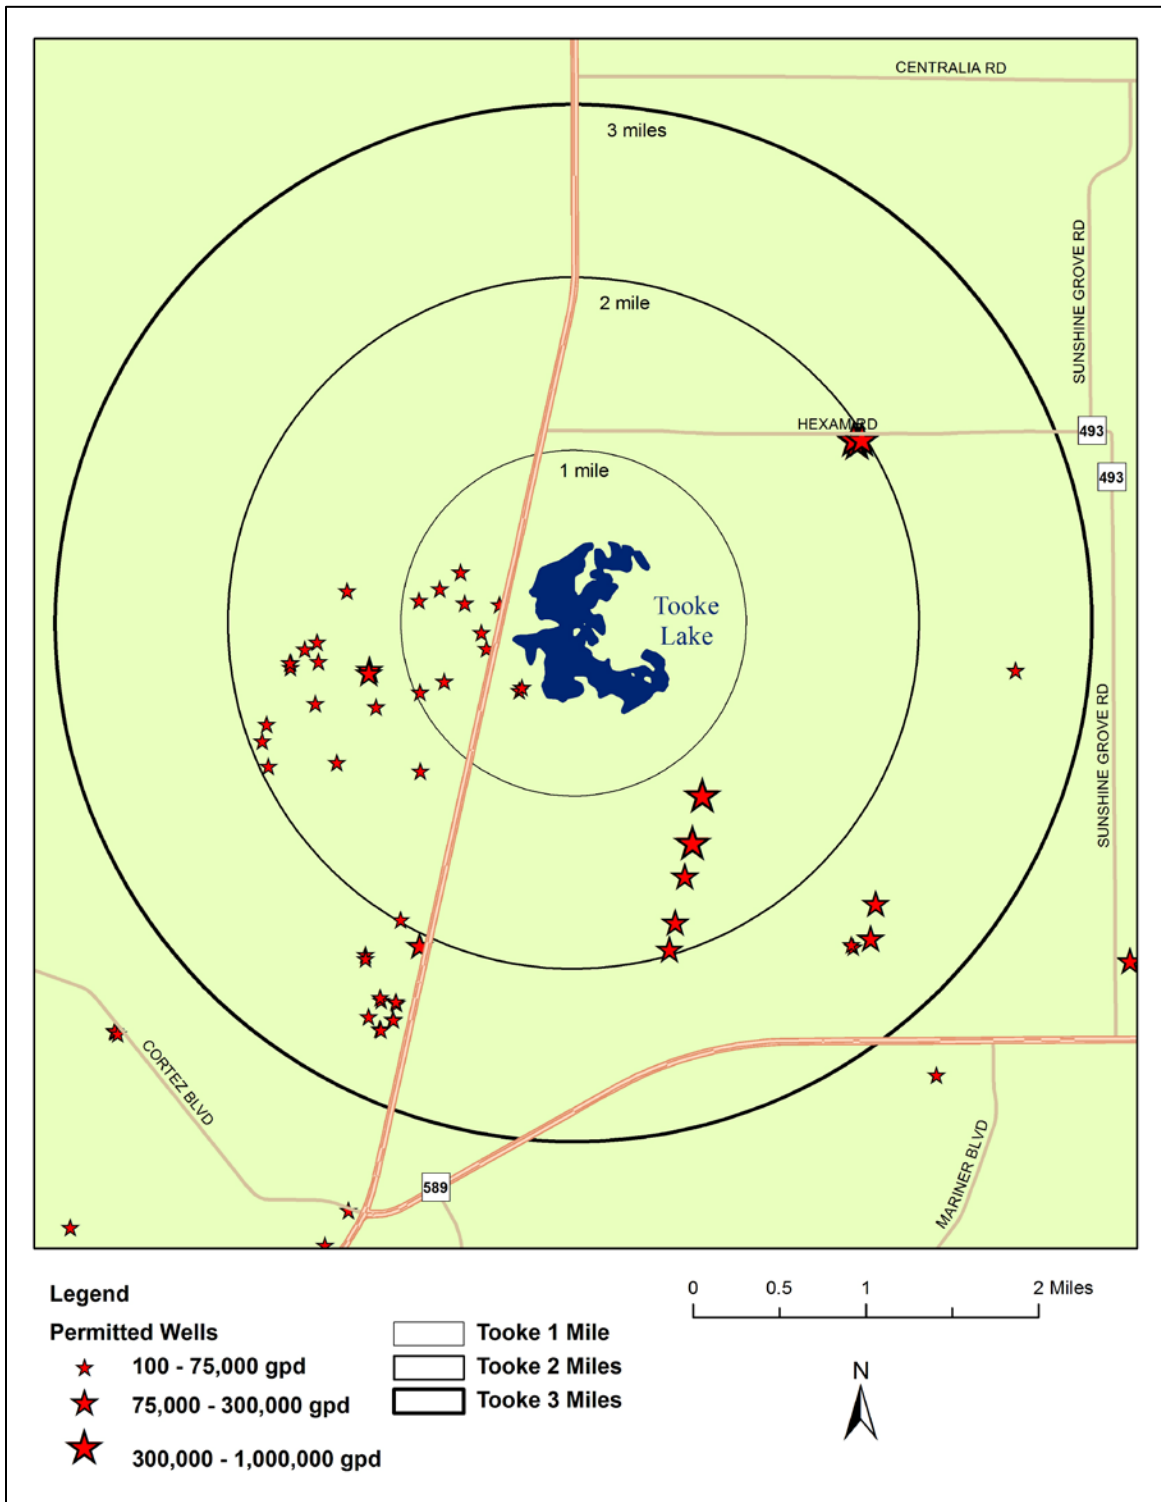 CENTRALIA RD
3 miles
SUNSHINE GROVE RD
2 mile
HEXAM RD
493
1 mile
493
Tooke
Lake
SUNSHINE GROVE RD
CORTEZ BLVD
MARINER BLVD
589
Legend
Permitted Wells
100 - 75,000 gpd
75,000 - 300,000 gpd
300,000 - 1,000,000 gpd
Tooke 1 Mile
Tooke 2 Miles
Tooke 3 Miles
0 0.5 1 2 Miles
N